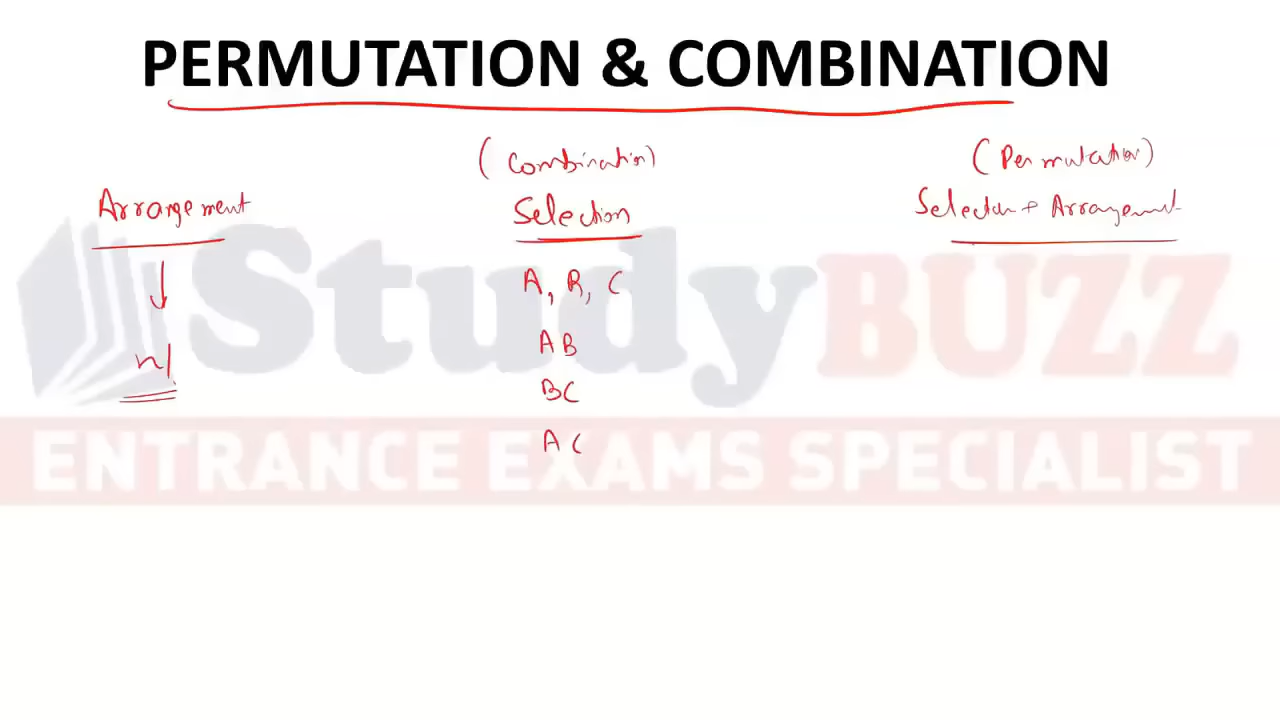 PERMUTATION & COMBINATION
Arrangement
n!
(Combination)
Selection
A, B, C
AB
BC
AC
(Permutation)
Selection + Arrangement
StudyBUZZ
ENTRANCE EXAMS SPECIALIST